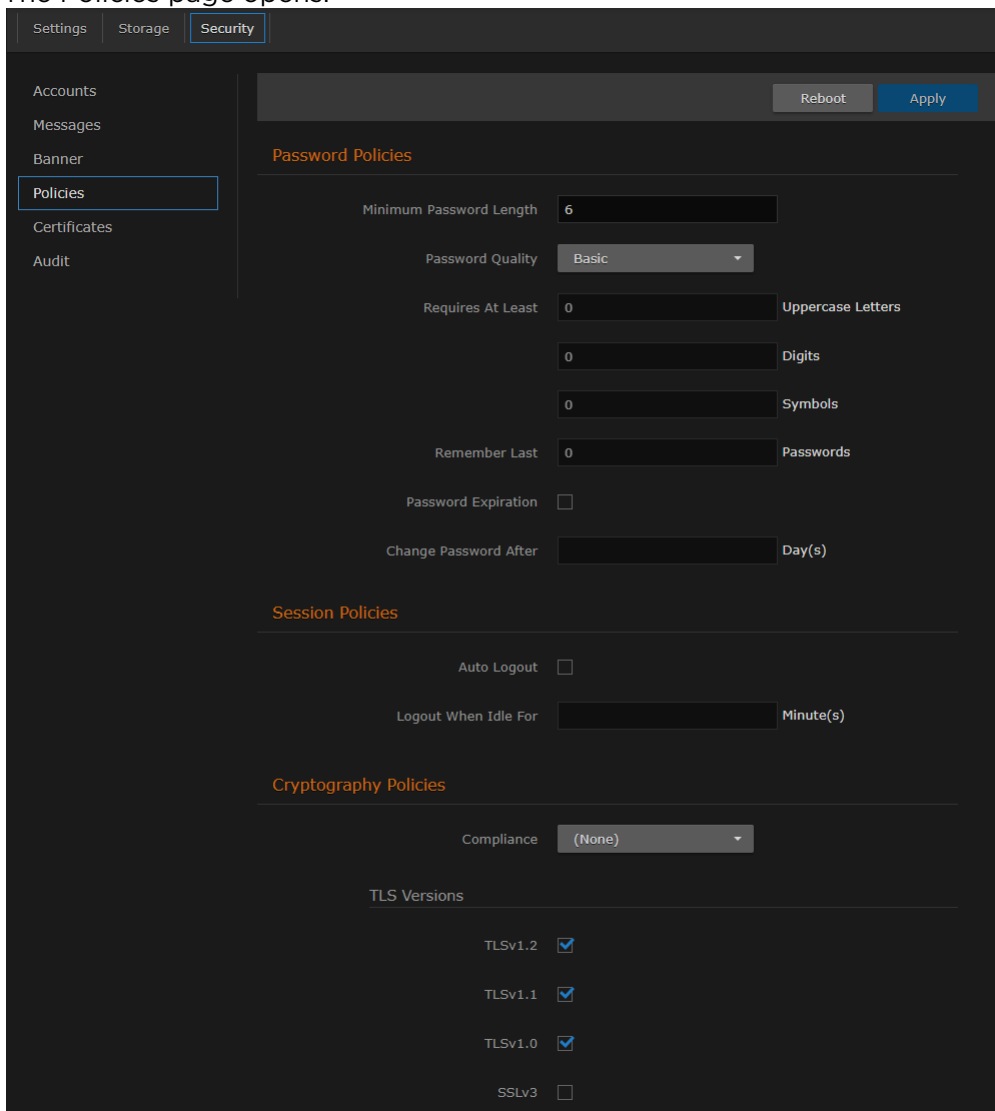 The Policies page opens.
Settings Storage Security
Accounts
Messages
Banner
Policies
Certificates
Audit
Reboot Apply
Password Policies
Minimum Password Length 6
Password Quality Basic
Requires At Least 0 Uppercase Letters
0 Digits
0 Symbols
Remember Last 0 Passwords
Password Expiration
Change Password After Day(s)
Session Policies
Auto Logout
Logout When Idle For Minute(s)
Cryptography Policies
Compliance (None)
TLS Versions
TLSv1.2
TLSv1.1
TLSv1.0
SSLv3